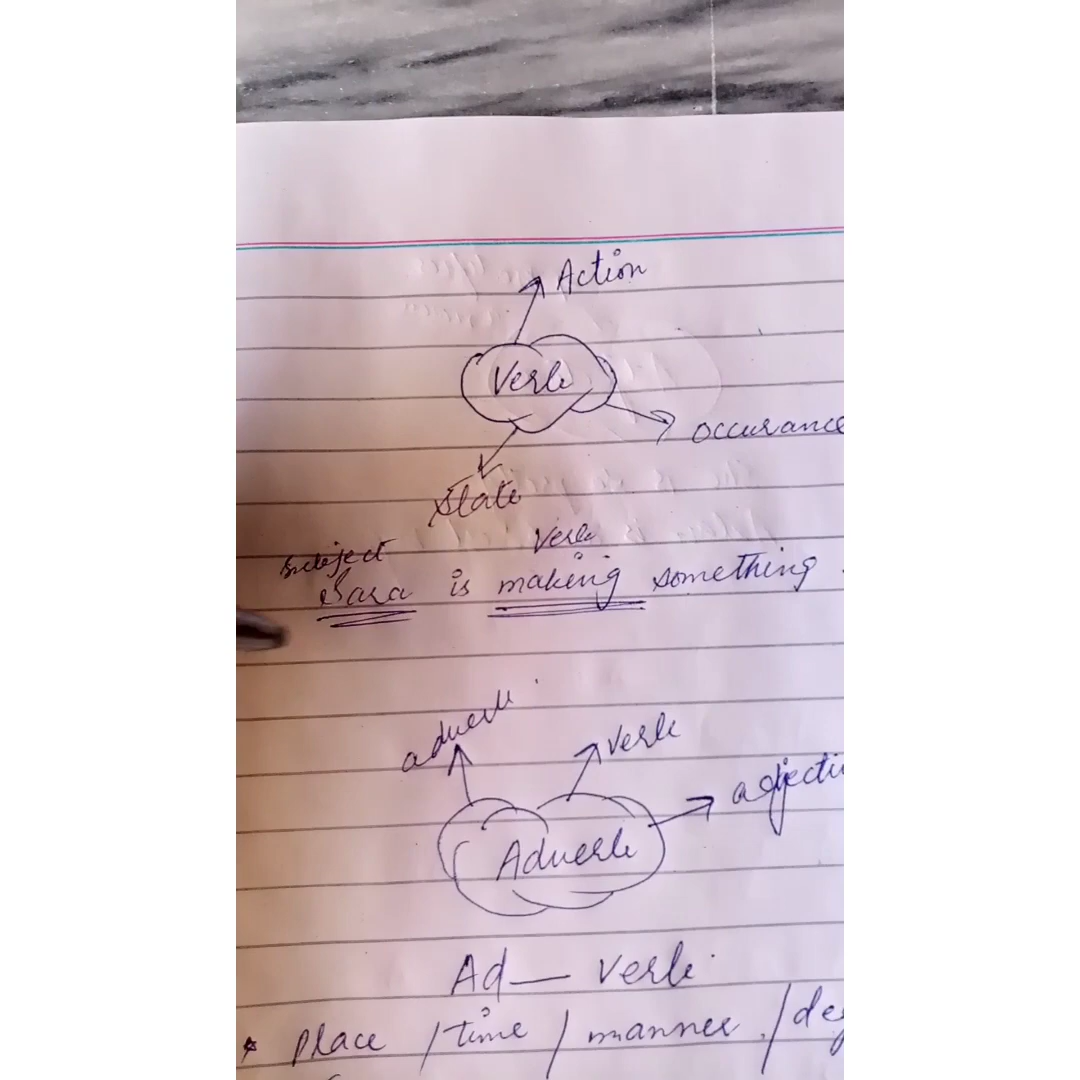 Action
Verb
occurance
State
Subject Verb
Sara is making something
adverb verb
adjecti
Adverb
Ad — Verb
* place / time / manner / deg